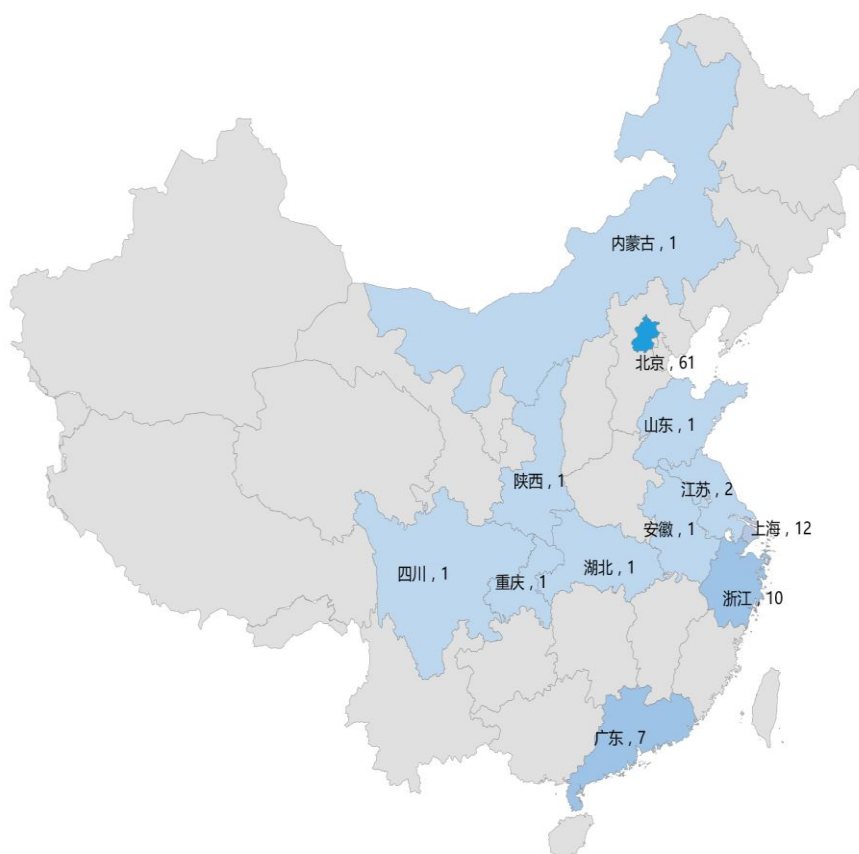 内蒙古，1
北京，61
山东，1
陕西，1
江苏，2
安徽，1
上海，12
四川，1
重庆，1
湖北，1
浙江，10
广东，7